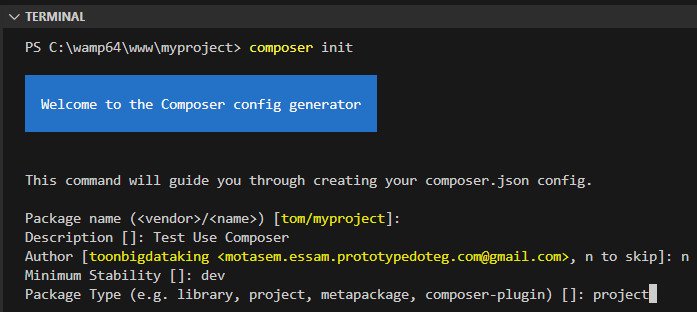 TERMINAL
PS C:\wamp64\www\myproject> composer init
Welcome to the Composer config generator
This command will guide you through creating your composer.json config.
Package name (<vendor>/<name>) [tom/myproject]:
Description []: Test Use Composer
Author [toonbigdataking <motasem.essam.prototypedoteg.com@gmail.com>, n to skip]: n
Minimum Stability []: dev
Package Type (e.g. library, project, metapackage, composer-plugin) []: project